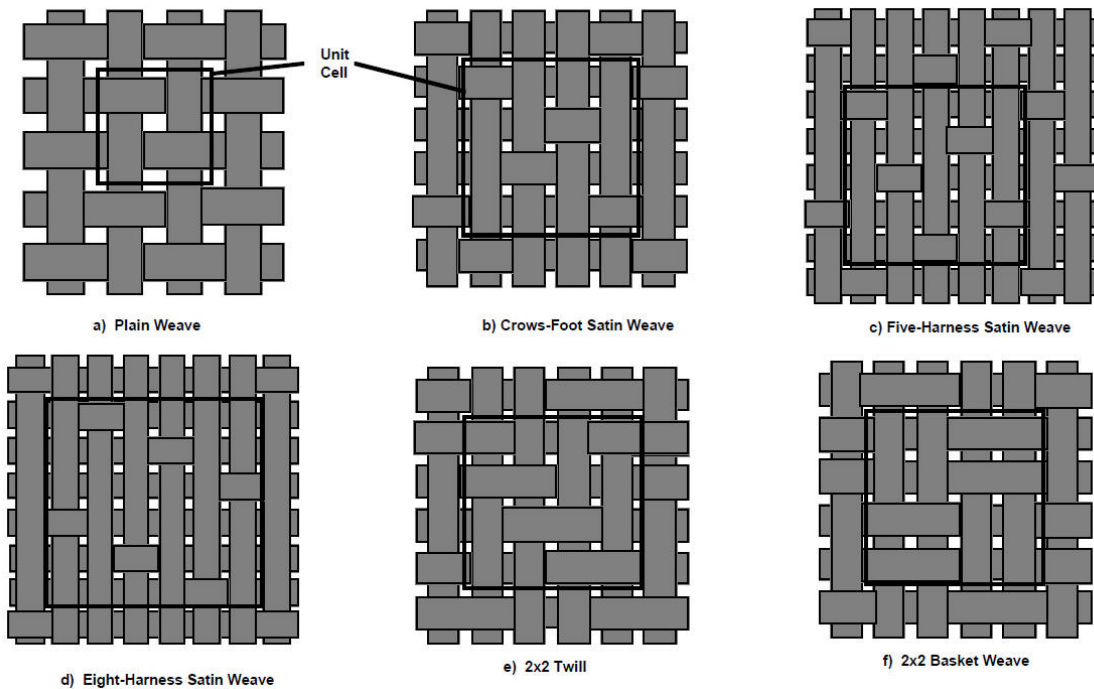 Unit
Cell
a) Plain Weave
b) Crows-Foot Satin Weave
c) Five-Harness Satin Weave
d) Eight-Harness Satin Weave
e) 2x2 Twill
f) 2x2 Basket Weave